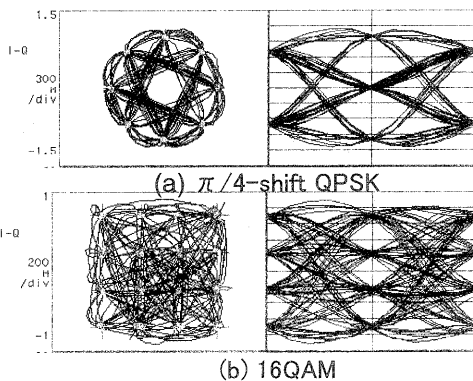 1.5
I-Q
300
M
/div
-1.5
--
(a) π/4-shift QPSK
1
I-Q
200
M
/div
-1
--
(b) 16QAM